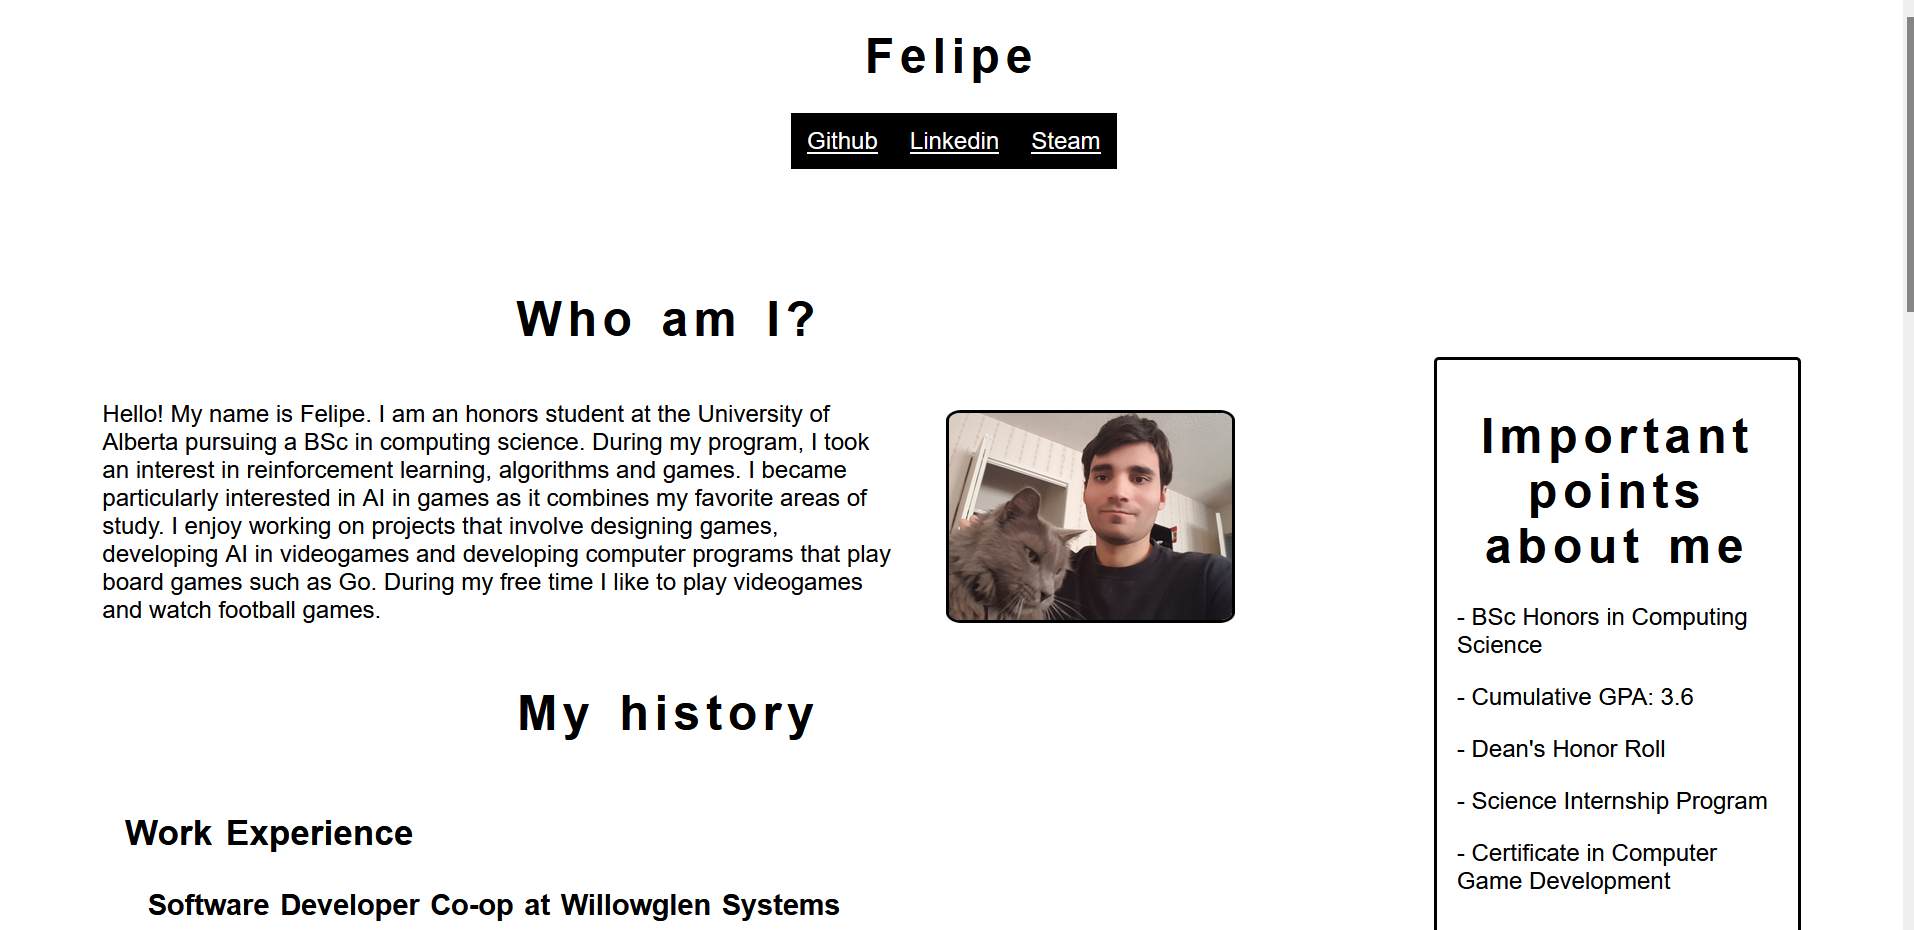 Felipe
Github Linkedin Steam
Who am I?
Hello! My name is Felipe. I am an honors student at the University of
Alberta pursuing a BSc in computing science. During my program, I took
an interest in reinforcement learning, algorithms and games. I became
particularly interested in AI in games as it combines my favorite areas of
study. I enjoy working on projects that involve designing games,
developing AI in videogames and developing computer programs that play
board games such as Go. During my free time I like to play videogames
and watch football games.
My history
Work Experience
Software Developer Co-op at Willowglen Systems
Important
points
about me
- BSc Honors in Computing
Science
- Cumulative GPA: 3.6
- Dean's Honor Roll
- Science Internship Program
- Certificate in Computer
Game Development